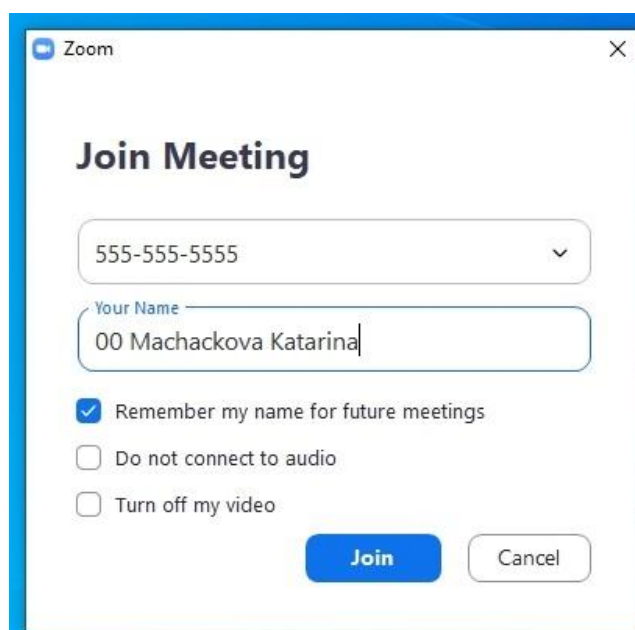 Zoom
Join Meeting
555-555-5555
Your Name
00 Machackova Katarina
Remember my name for future meetings
Do not connect to audio
Turn off my video
Join Cancel